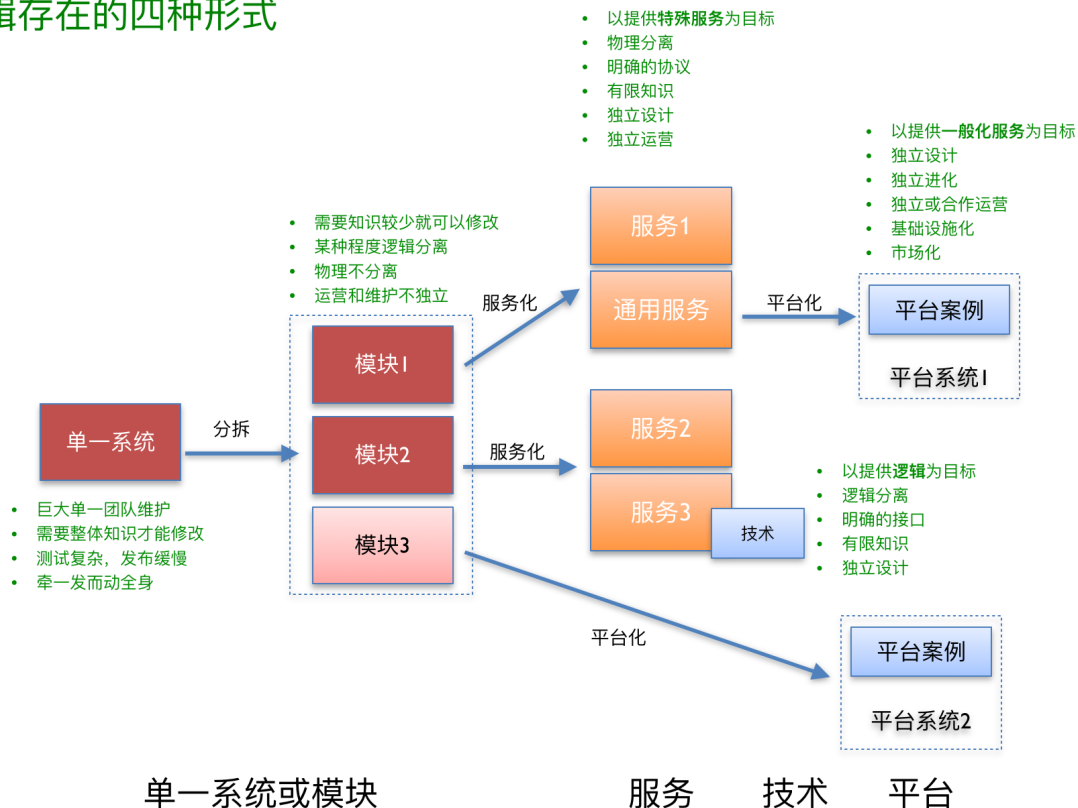 辑存在的四种形式
• 以提供特殊服务为目标
• 物理分离
• 明确的协议
• 有限知识
• 独立设计
• 独立运营
• 以提供一般化服务为目标
• 独立设计
• 独立进化
• 独立或合作运营
• 基础设施化
• 市场化
• 需要知识较少就可以修改
• 某种程度逻辑分离
• 物理不分离
• 运营和维护不独立
服务化
服务1
通用服务
平台化
平台案例
平台系统1
模块1
模块2
模块3
单一系统
分拆
服务化
服务2
服务3
技术
• 以提供逻辑为目标
• 逻辑分离
• 明确的接口
• 有限知识
• 独立设计
• 巨大单一团队维护
• 需要整体知识才能修改
• 测试复杂，发布缓慢
• 牵一发而动全身
平台化
平台案例
平台系统2
单一系统或模块
服务
技术
平台